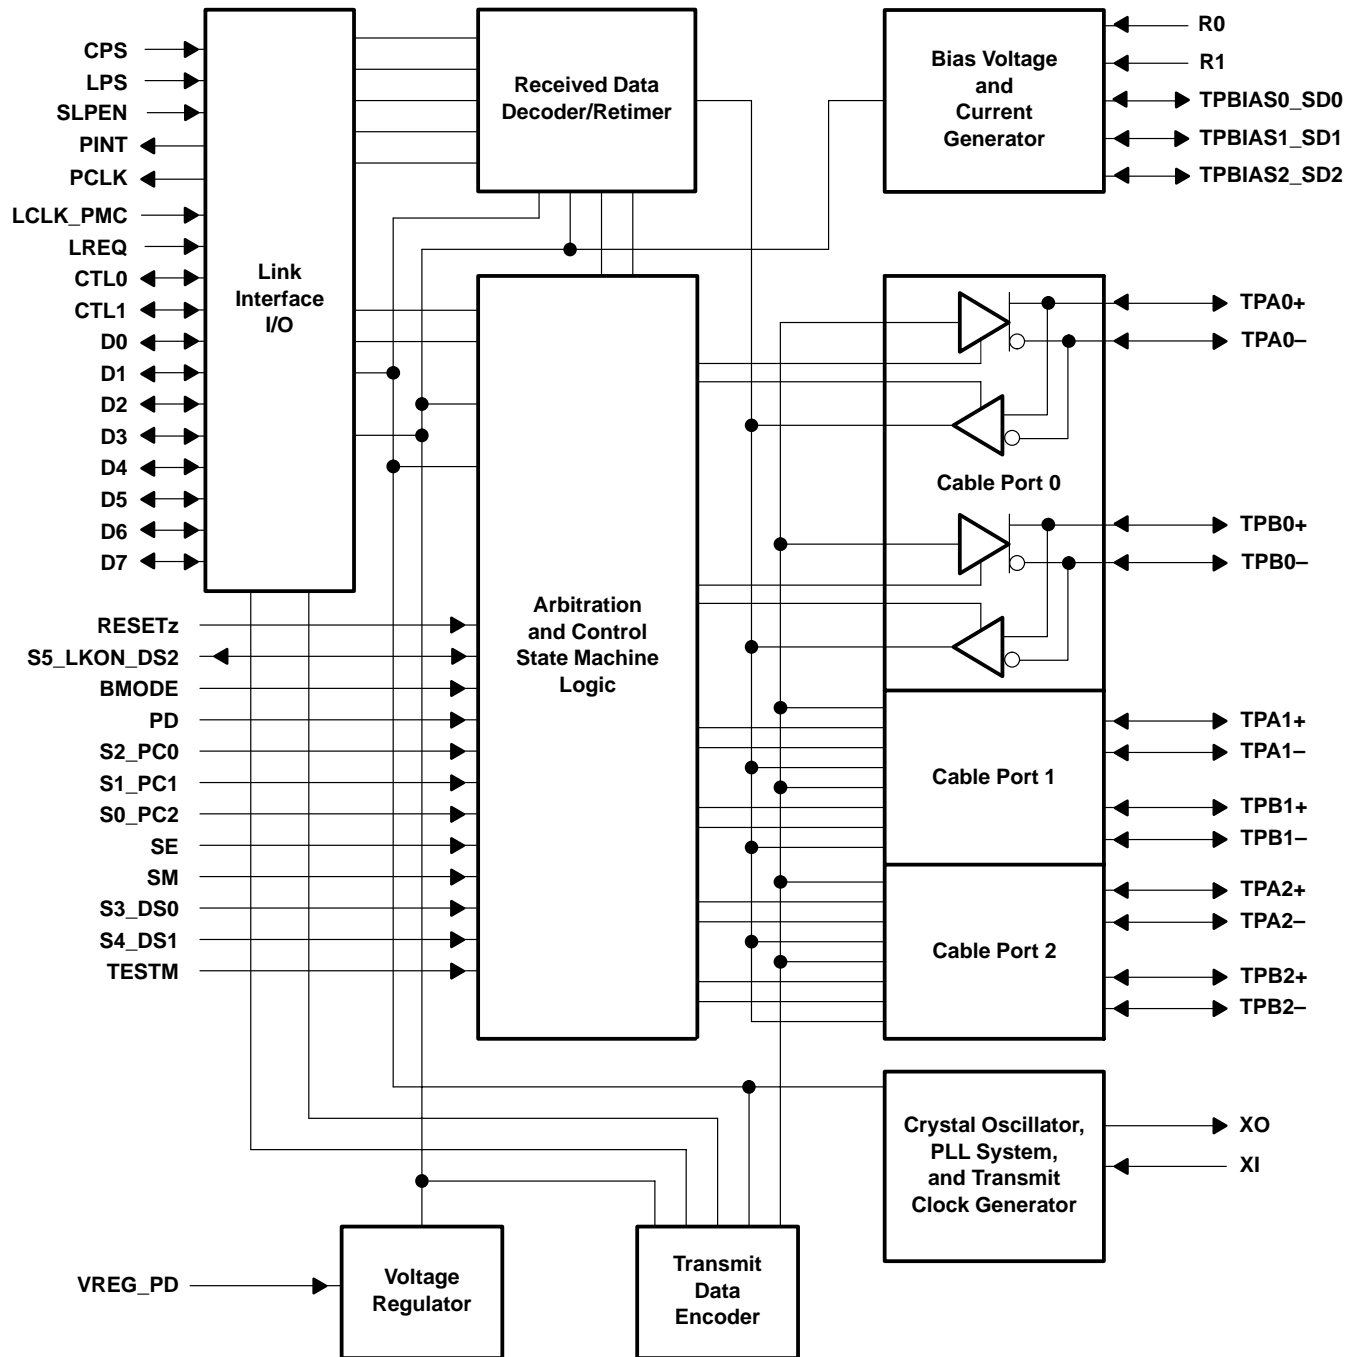 CPS
LPS
SLPEN
PINT
PCLK
LCLK_PMC
LREQ
CTL0
CTL1
D0
D1
D2
D3
D4
D5
D6
D7
RESETz
S5_LKON_DS2
BMODE
PD
S2_PC0
S1_PC1
S0_PC2
SE
SM
S3_DS0
S4_DS1
TESTM
VREG_PD
Link
Interface
I/O
Received Data
Decoder/Retimer
Arbitration
and Control
State Machine
Logic
Voltage
Regulator
Transmit
Data
Encoder
Bias Voltage
and
Current
Generator
Cable Port 0
Cable Port 1
Cable Port 2
Crystal Oscillator,
PLL System,
and Transmit
Clock Generator
R0
R1
TPBIAS0_SD0
TPBIAS1_SD1
TPBIAS2_SD2
TPA0+
TPA0–
TPB0+
TPB0–
TPA1+
TPA1–
TPB1+
TPB1–
TPA2+
TPA2–
TPB2+
TPB2–
XO
XI